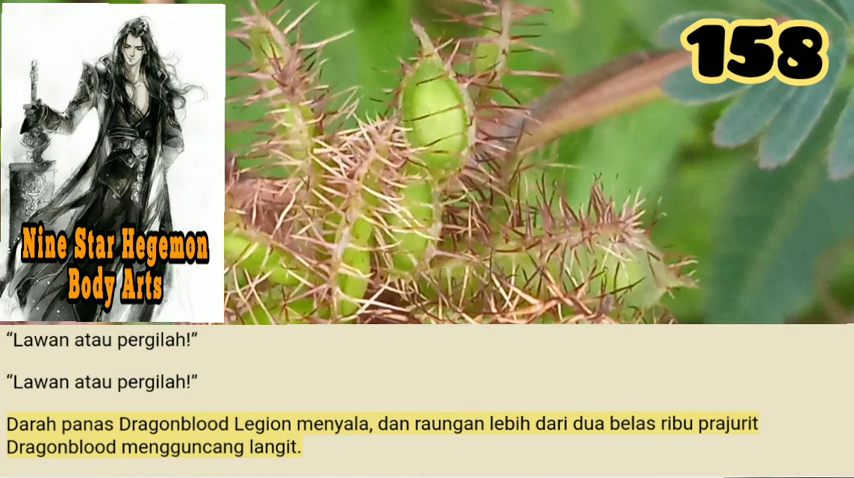 158
Nine Star Hegemon
Body Arts
“Lawan atau pergilah!”
“Lawan atau pergilah!”
Darah panas Dragonblood Legion menyala, dan raungan lebih dari dua belas ribu prajurit
Dragonblood mengguncang langit.